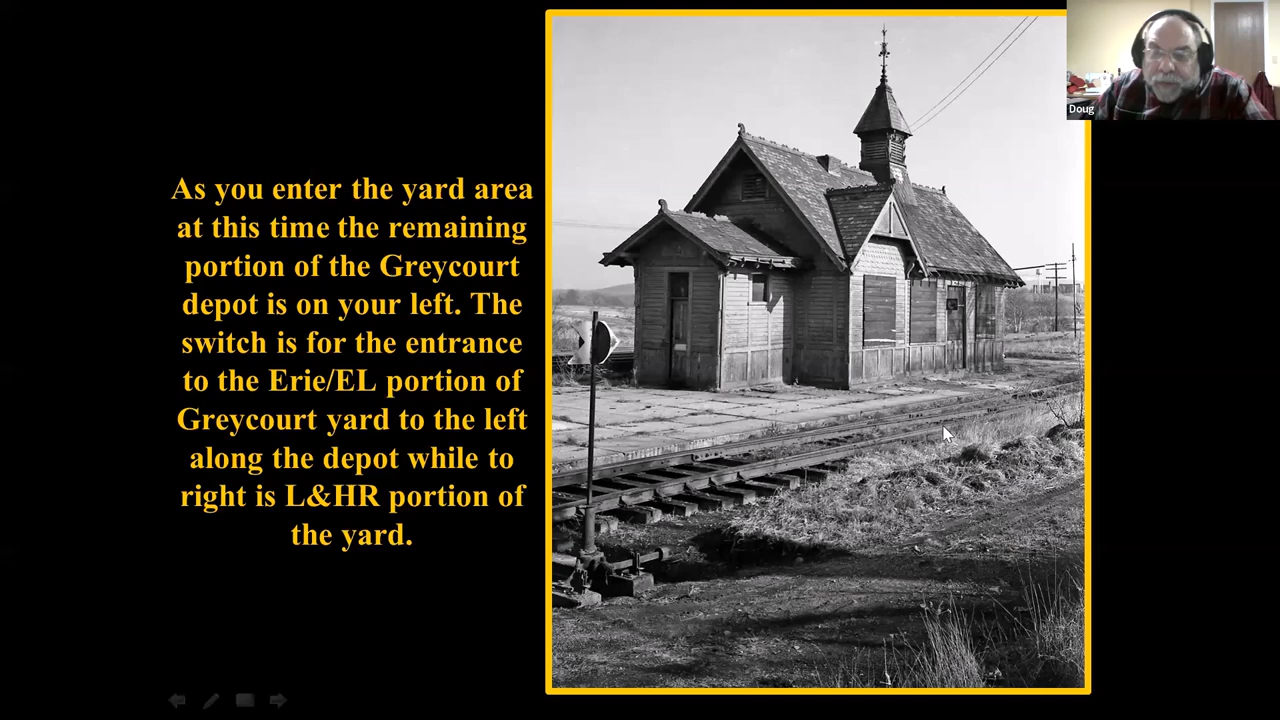 As you enter the yard area
at this time the remaining
portion of the Greycourt
depot is on your left. The
switch is for the entrance
to the Erie/EL portion of
Greycourt yard to the left
along the depot while to
right is L&HR portion of
the yard.
Doug